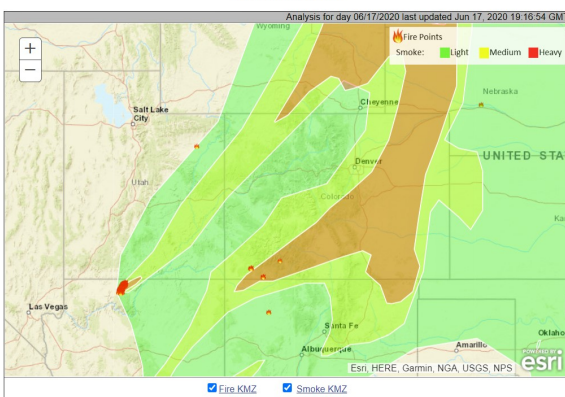 Analysis for day 06/17/2020 last updated Jun 17, 2020 19:16:54 GMT
Wyoming
+
Fire Points
Smoke: Light Medium Heavy
−
Salt Lake
City
Cheyenne
Nebraska
Denver
UNITED STA
Utah
Colorado
Ka
Las Vegas
Santa Fe
Oklaho
Albuquerque
Amarillo
POWERED BY
esri
Esri, HERE, Garmin, NGA, USGS, NPS
Fire KMZ Smoke KMZ